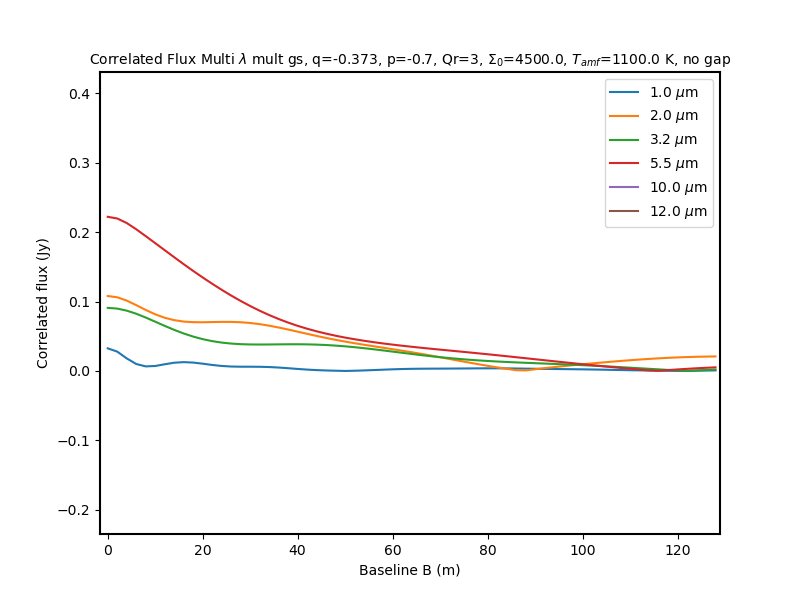 Correlated Flux Multi λ mult gs, q=-0.373, p=-0.7, Qr=3, Σ₀=4500.0, T_amf=1100.0 K, no gap
1.0 μm
2.0 μm
3.2 μm
5.5 μm
10.0 μm
12.0 μm
0.4
0.3
0.2
0.1
0.0
−0.1
−0.2
Correlated flux (Jy)
0 20 40 60 80 100 120
Baseline B (m)